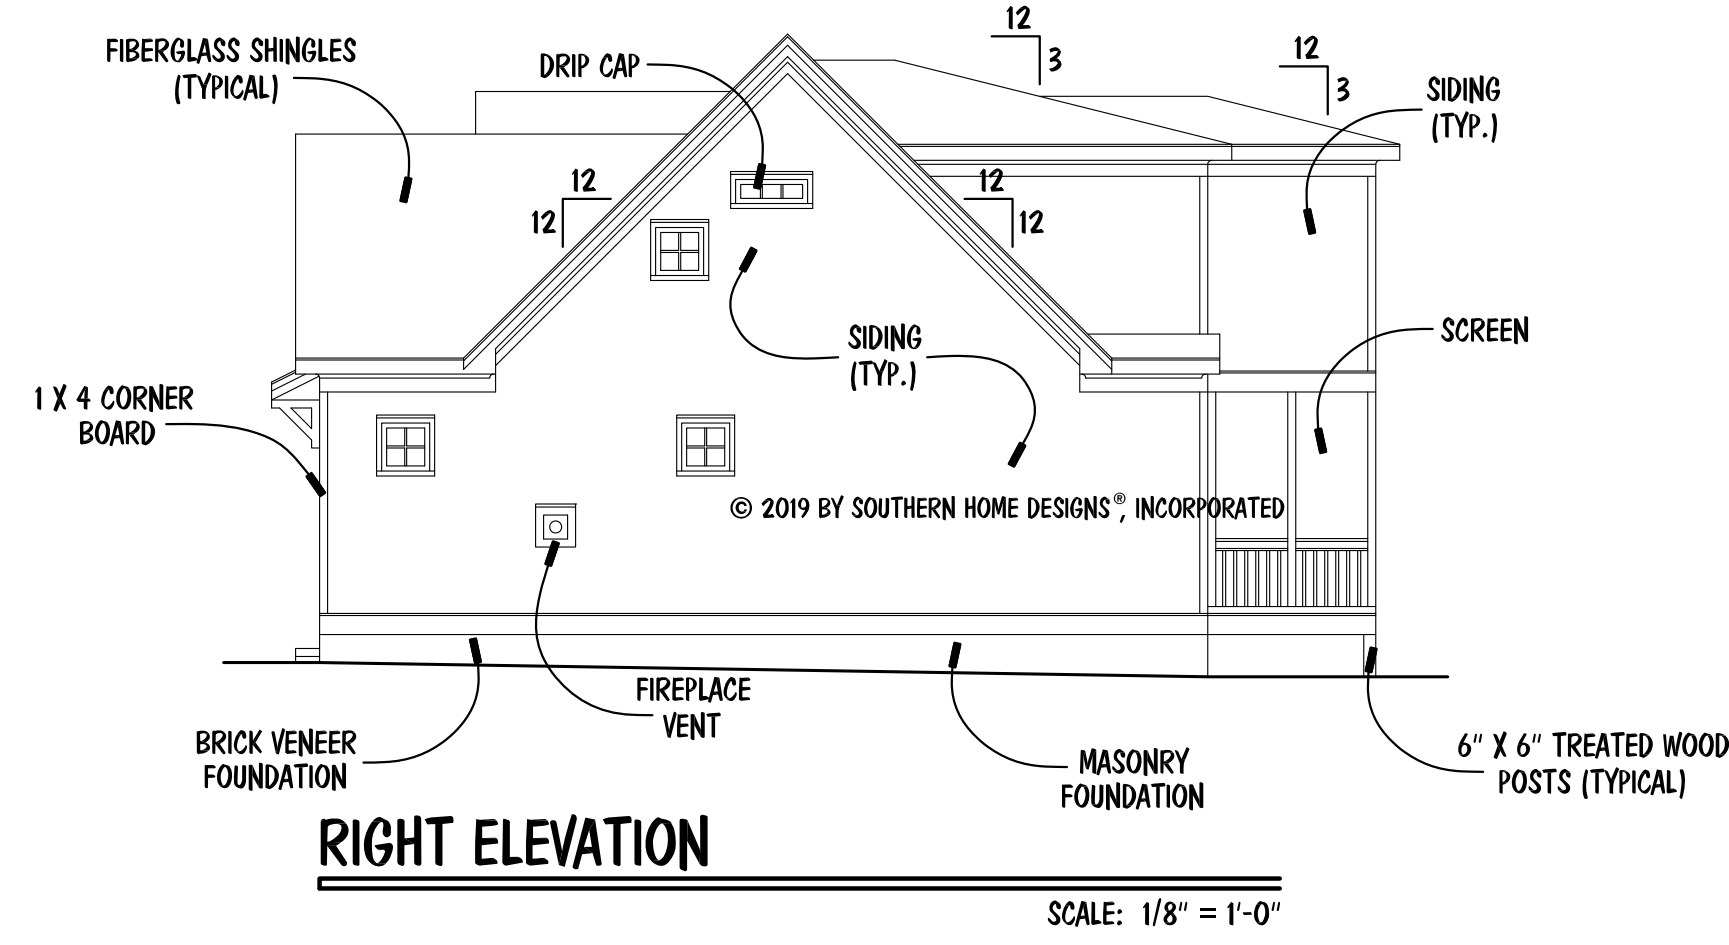 12
3
12
3
FIBERGLASS SHINGLES
(TYPICAL)
DRIP CAP
SIDING
(TYP.)
12
12
12
12
SIDING
(TYP.)
SCREEN
1 X 4 CORNER
BOARD
© 2019 BY SOUTHERN HOME DESIGNS®, INCORPORATED
FIREPLACE
VENT
BRICK VENEER
FOUNDATION
MASONRY
FOUNDATION
6" X 6" TREATED WOOD
POSTS (TYPICAL)
RIGHT ELEVATION
SCALE: 1/8" = 1'-0"